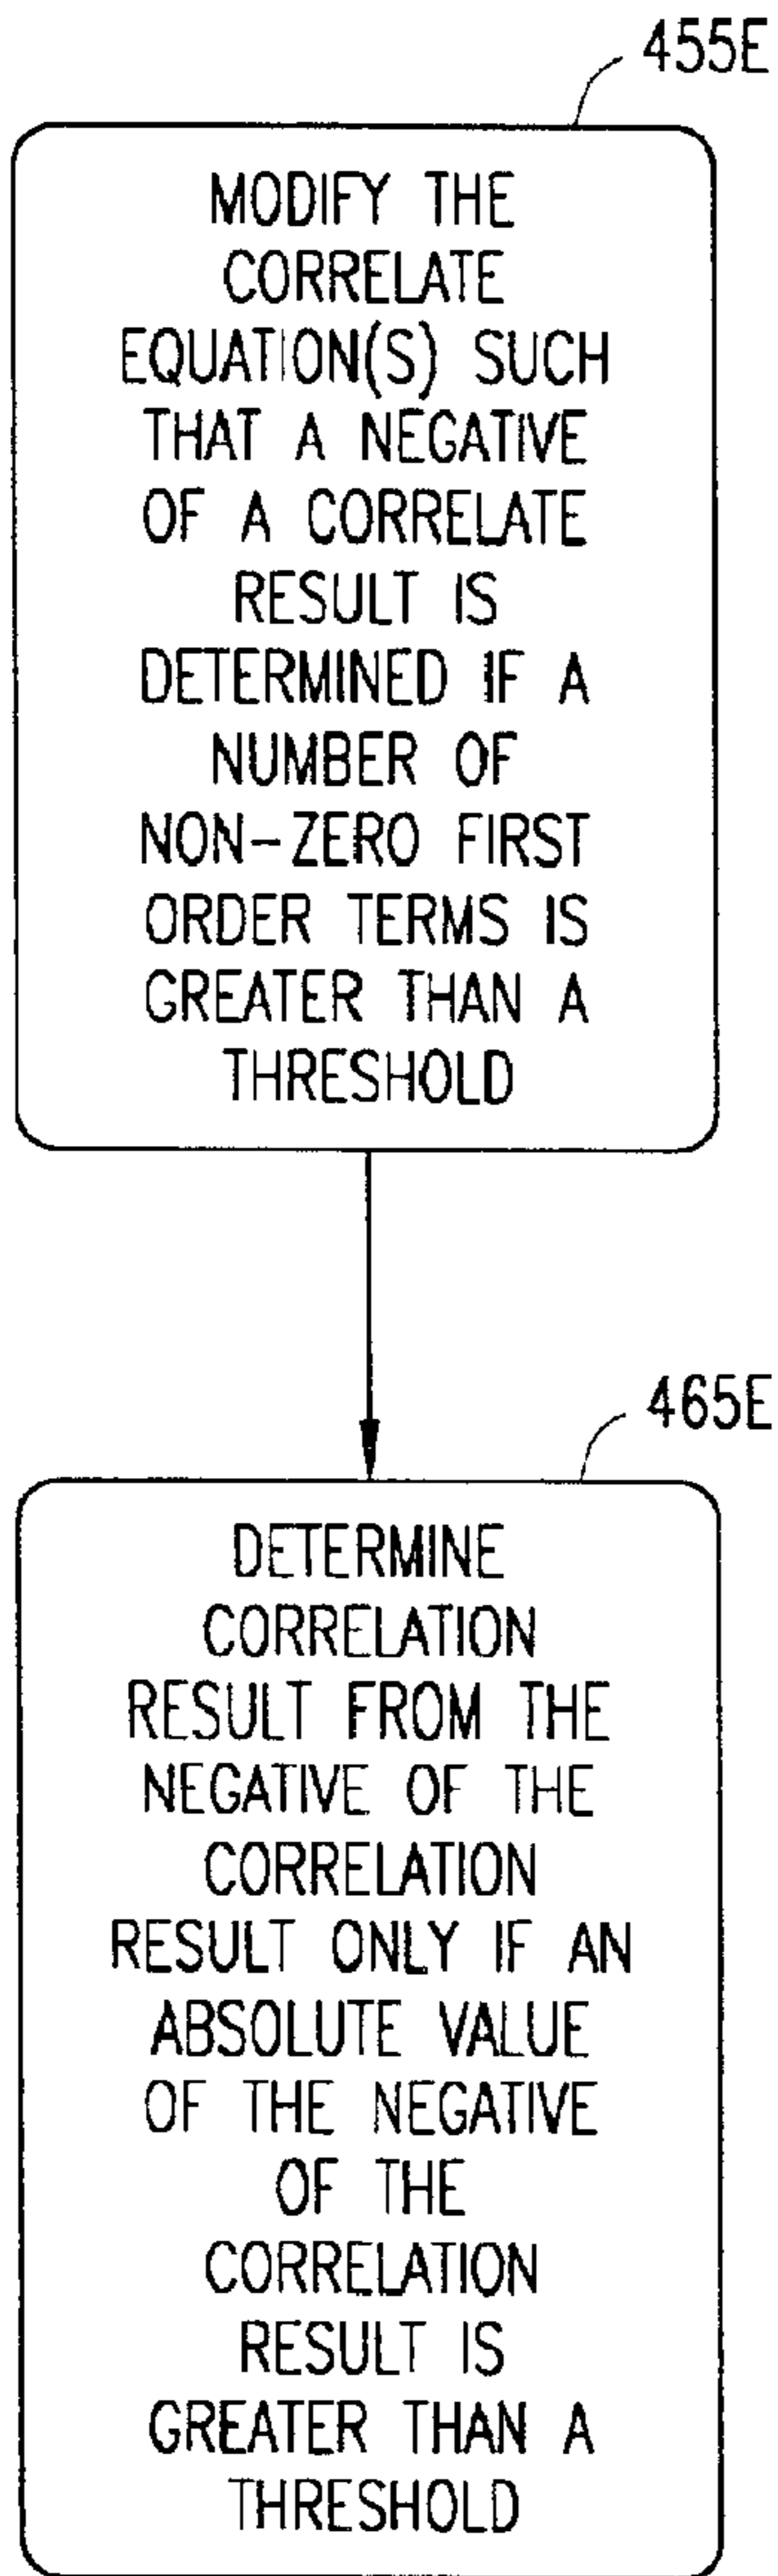 455E
MODIFY THE
CORRELATE
EQUATION(S) SUCH
THAT A NEGATIVE
OF A CORRELATE
RESULT IS
DETERMINED IF A
NUMBER OF
NON-ZERO FIRST
ORDER TERMS IS
GREATER THAN A
THRESHOLD
465E
DETERMINE
CORRELATION
RESULT FROM THE
NEGATIVE OF THE
CORRELATION
RESULT ONLY IF AN
ABSOLUTE VALUE
OF THE NEGATIVE
OF THE
CORRELATION
RESULT IS
GREATER THAN A
THRESHOLD